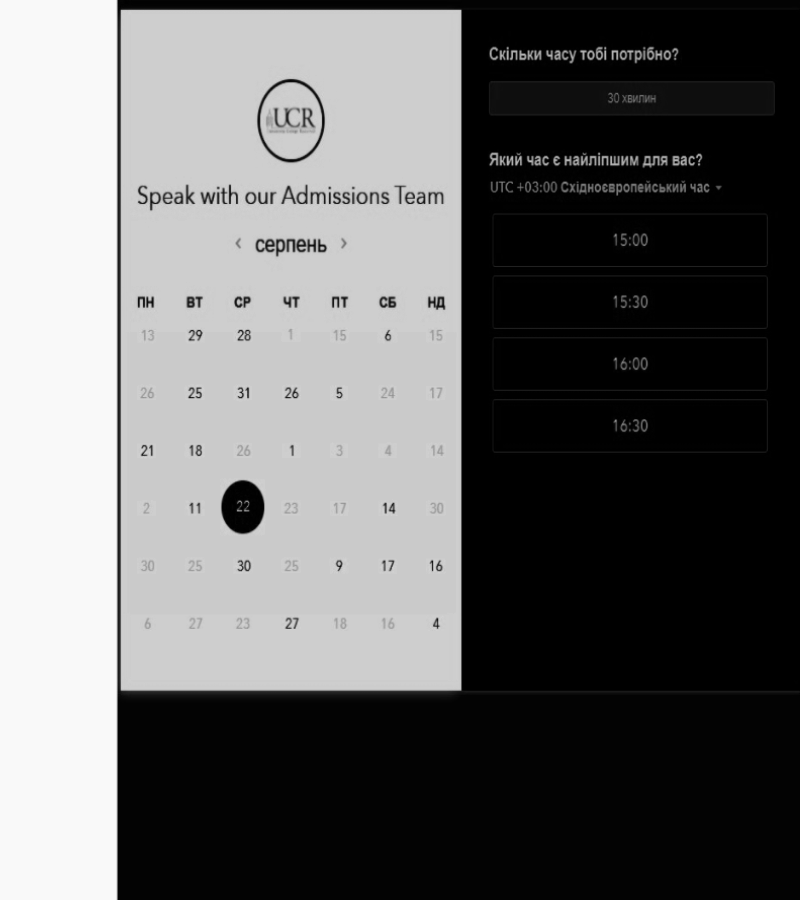 UCR
Speak with our Admissions Team
‹ серпень ›
ПН ВТ СР ЧТ ПТ СБ НД
13 29 28 1 15 6 15
26 25 31 26 5 24 17
21 18 26 1 3 4 14
2 11 22 23 17 14 30
30 25 30 25 9 17 16
6 27 23 27 18 16 4
Скільки часу тобі потрібно?
30 хвилин
Який час є найліпшим для вас?
UTC +03:00 Східноєвропейський час
15:00
15:30
16:00
16:30